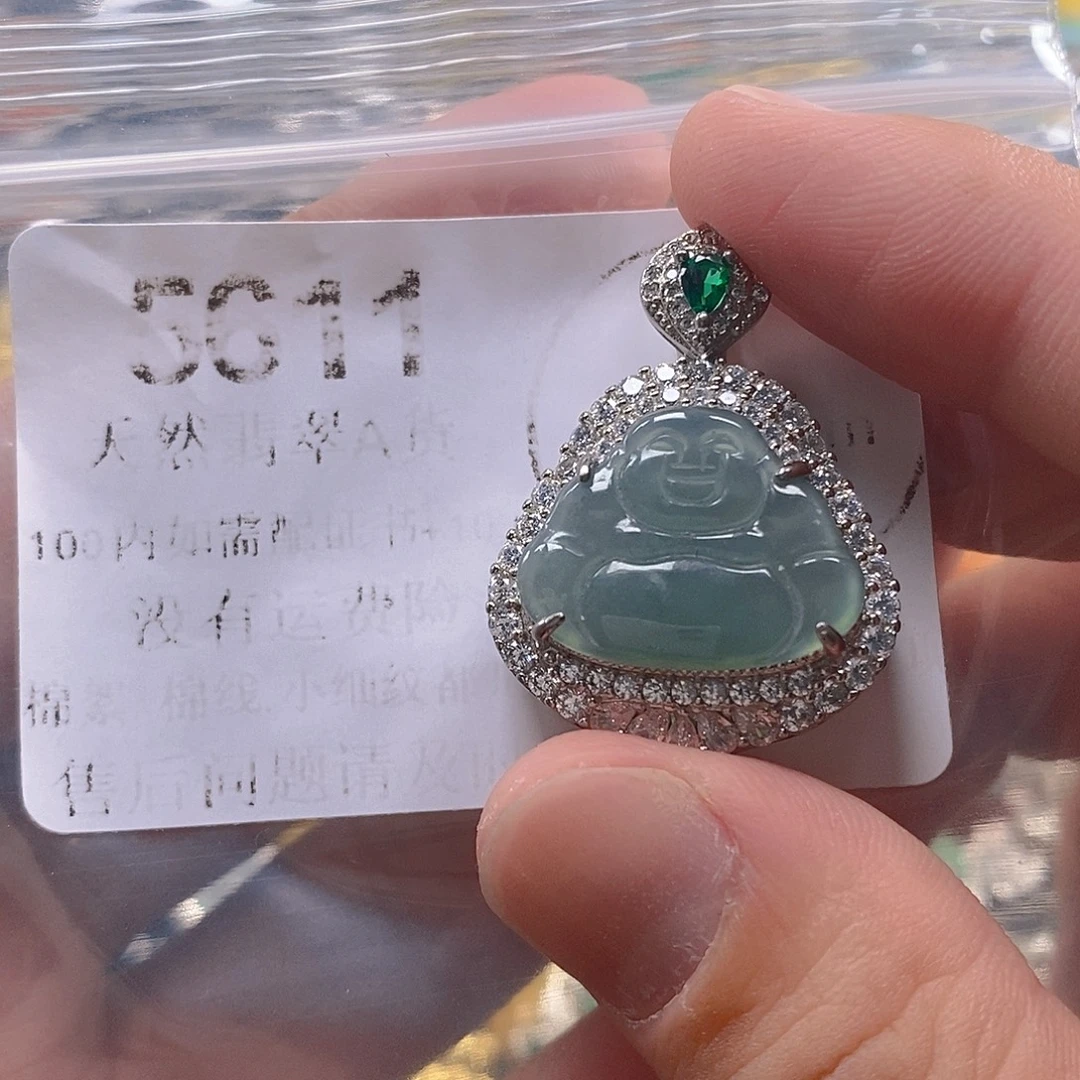 5611
天然翡翠A货
100内如需配证书
没有运费险
棉絮 棉线 小细纹都
售后问题请及时